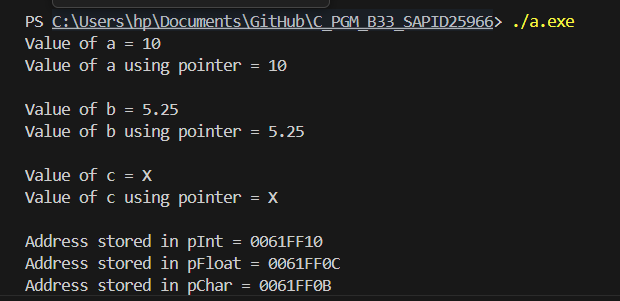 PS C:\Users\hp\Documents\GitHub\C_PGM_B33_SAPID25966> ./a.exe
Value of a = 10
Value of a using pointer = 10
Value of b = 5.25
Value of b using pointer = 5.25
Value of c = X
Value of c using pointer = X
Address stored in pInt = 0061FF10
Address stored in pFloat = 0061FF0C
Address stored in pChar = 0061FF0B